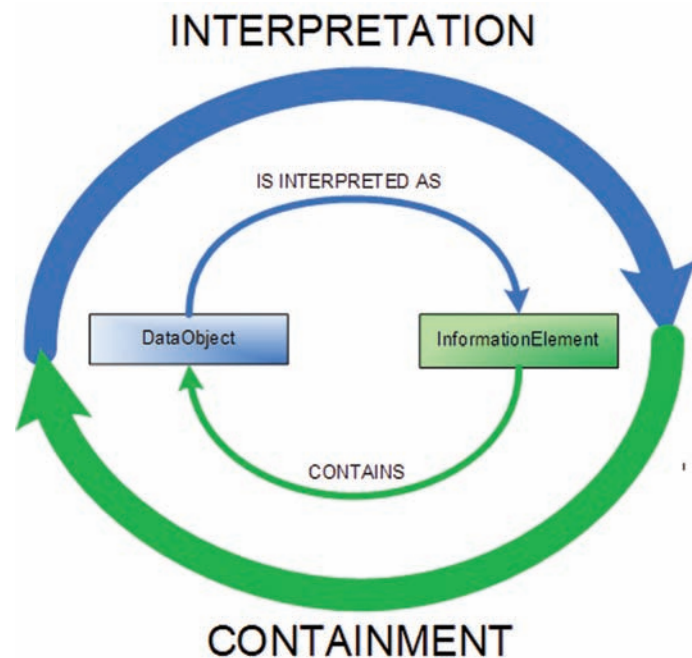 INTERPRETATION
IS INTERPRETED AS
DataObject
InformationElement
CONTAINS
CONTAINMENT